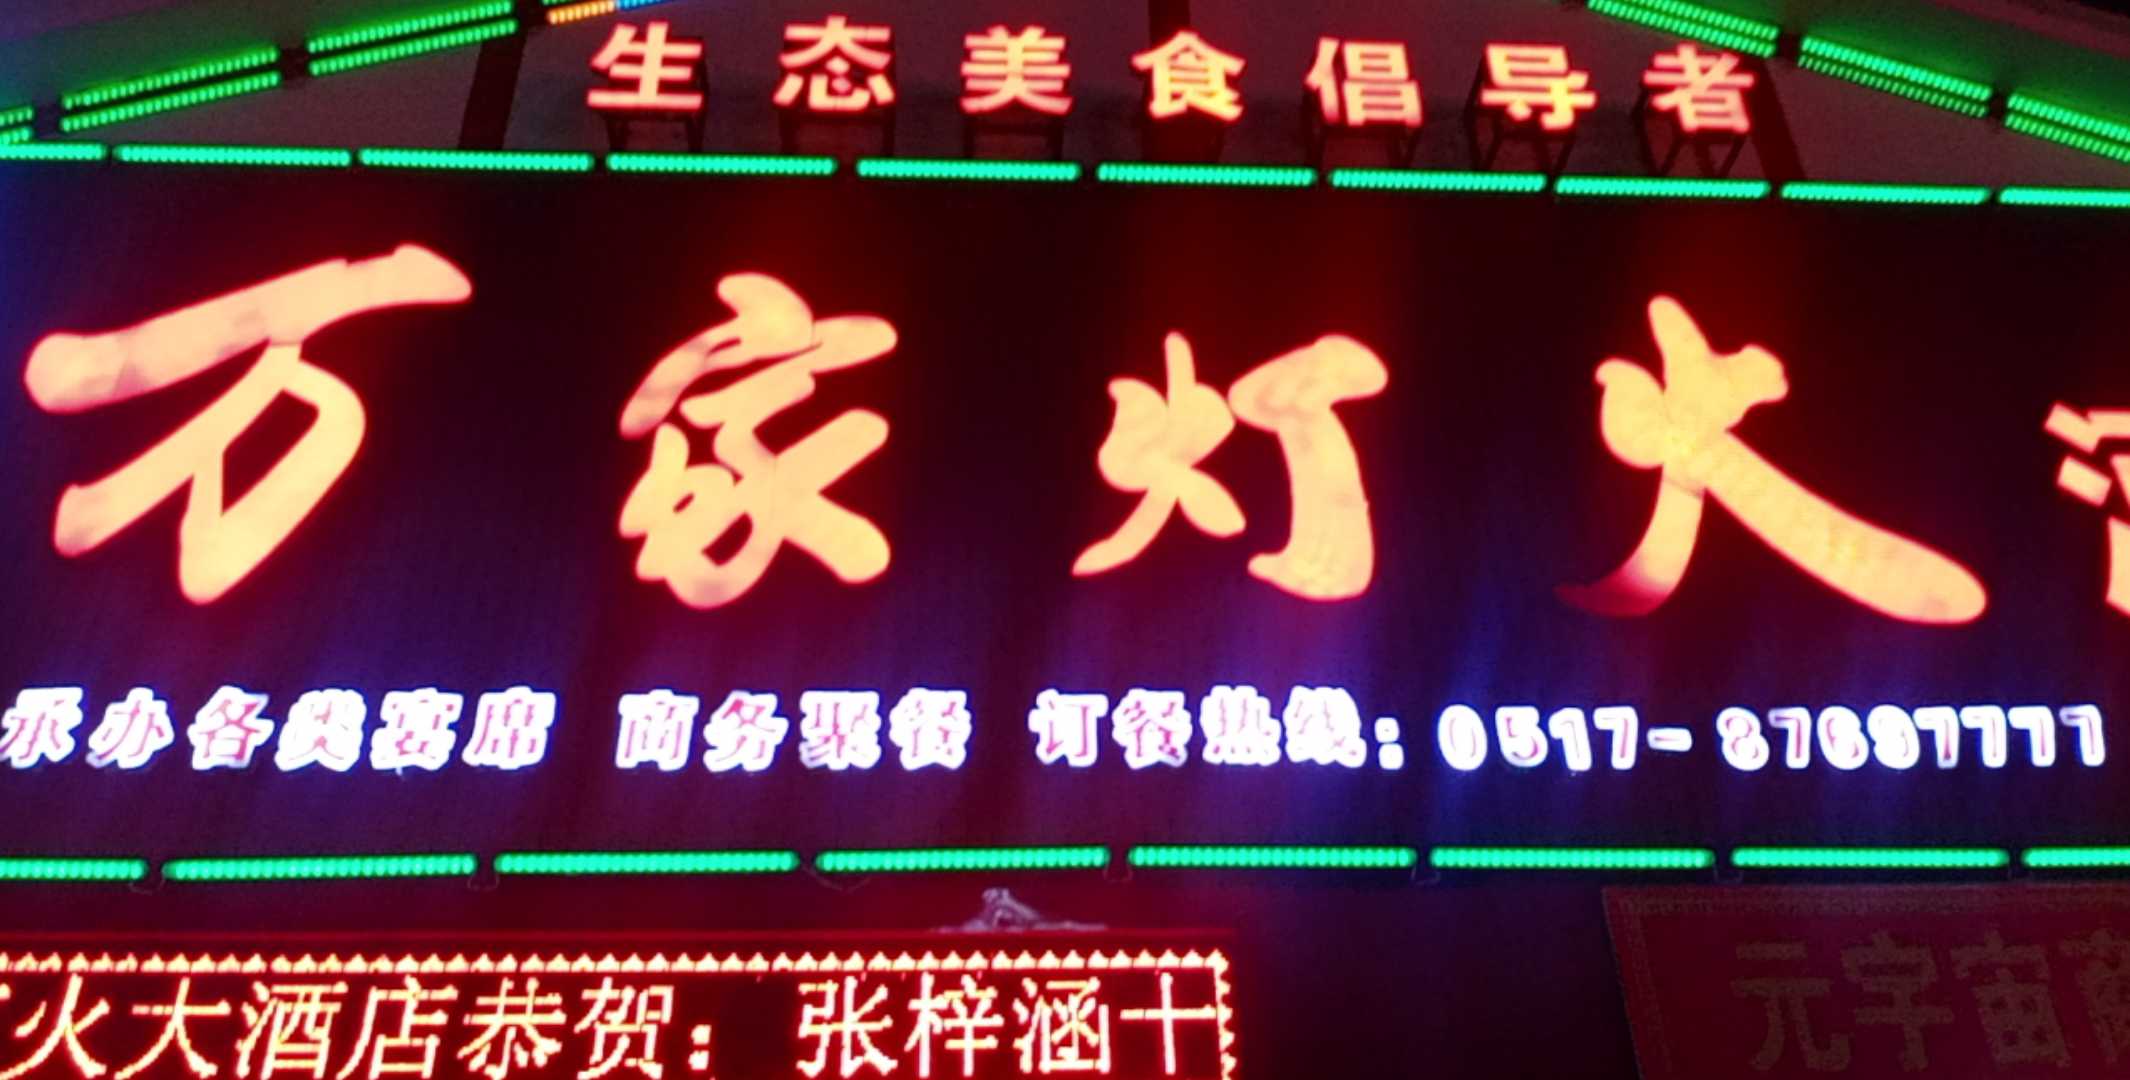 生态美食倡导者
万家灯火
承办各类宴席 商务聚餐 订餐热线:0517-87687777
火大酒店恭贺:张梓涵十
元宇宙商